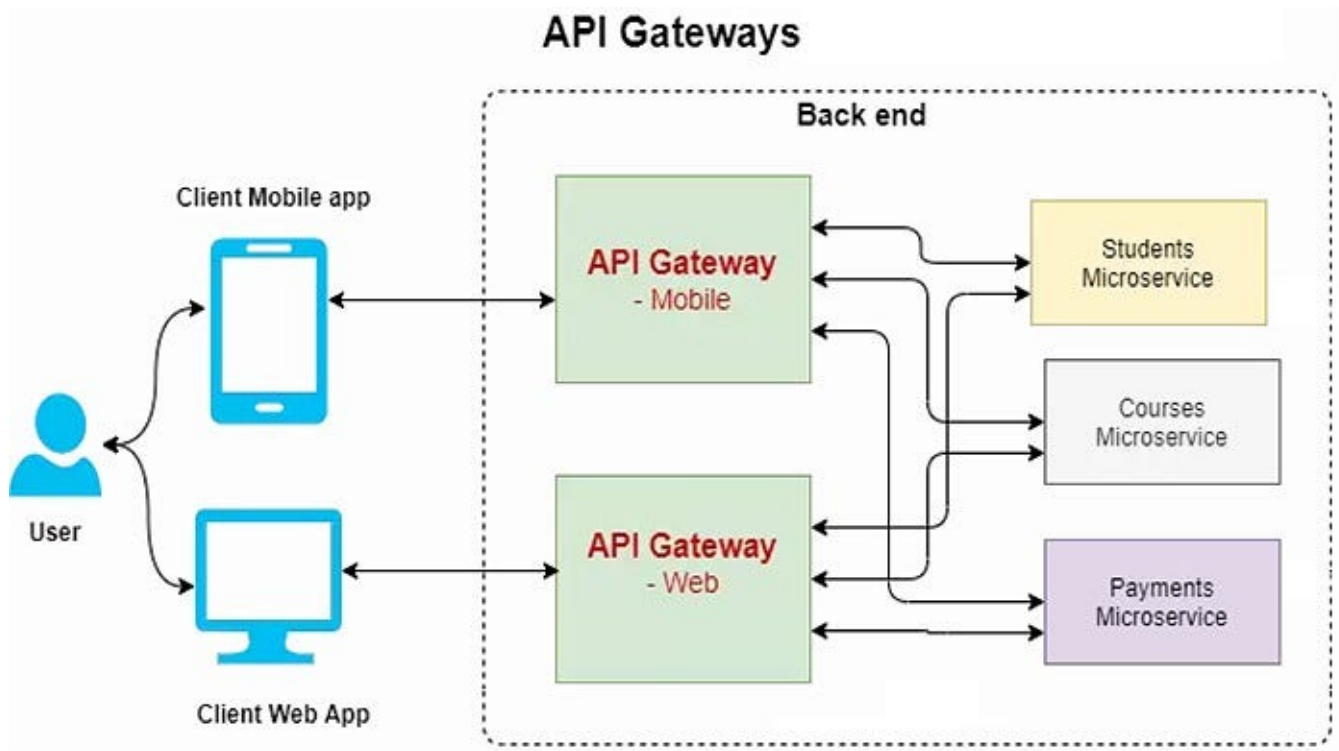 API Gateways
Back end
Client Mobile app
API Gateway
- Mobile
Students
Microservice
Courses
Microservice
User
API Gateway
- Web
Payments
Microservice
Client Web App